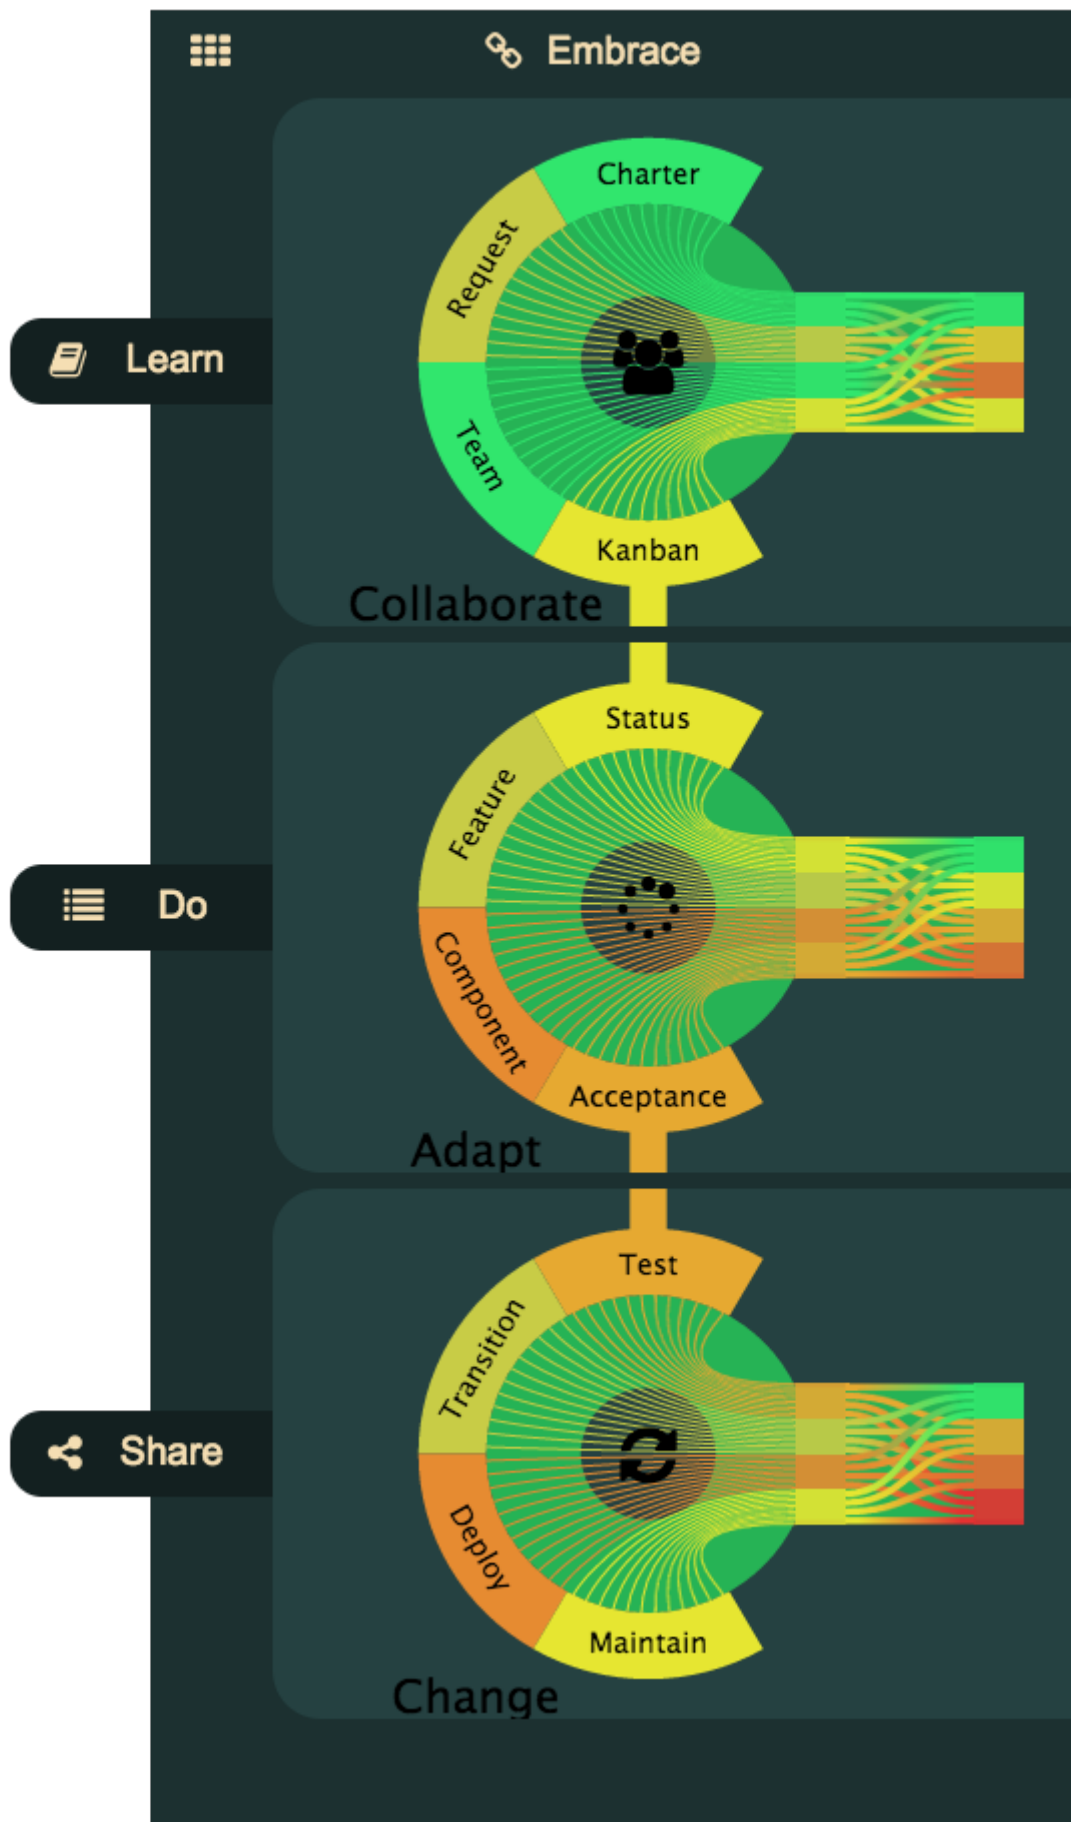 Embrace
Charter
Request
Learn
Team
Kanban
Collaborate
Status
Feature
Do
Component
Acceptance
Adapt
Test
Transition
Share
Deploy
Maintain
Change